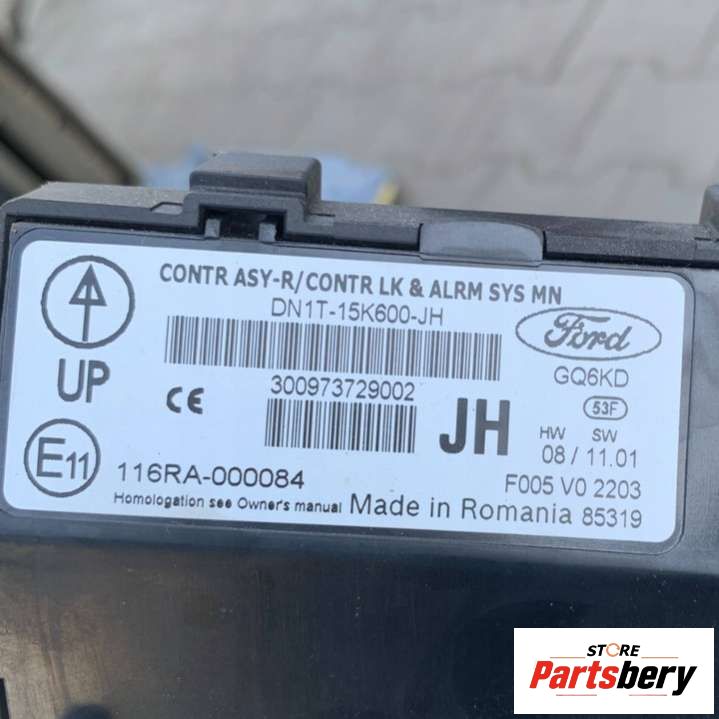 CONTR ASY-R/CONTR LK & ALRM SYS MN
DN1T-15K600-JH
Ford
UP
300973729002
GQ6KD
CE
JH
53F
HW SW
08 / 11.01
E11
116RA-000084
F005 V0 2203
Homologation see Owner's manual Made in Romania 85319
STORE
Partsbery